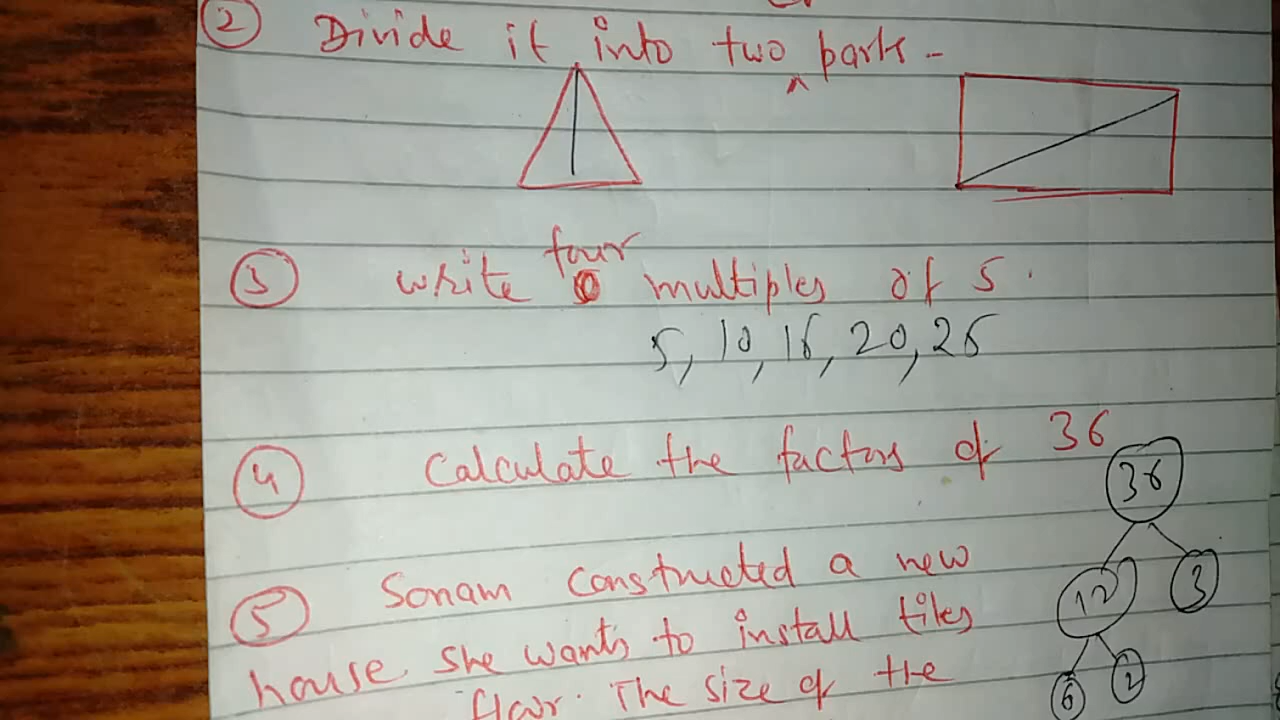 ② Divide it into two parts -
③ write four multiples of 5.
5, 10, 15, 20, 25
④ Calculate the factors of 36
36
12 3
6 2
⑤ Sonam constructed a new
house. She wants to install tiles
floor. The size of the